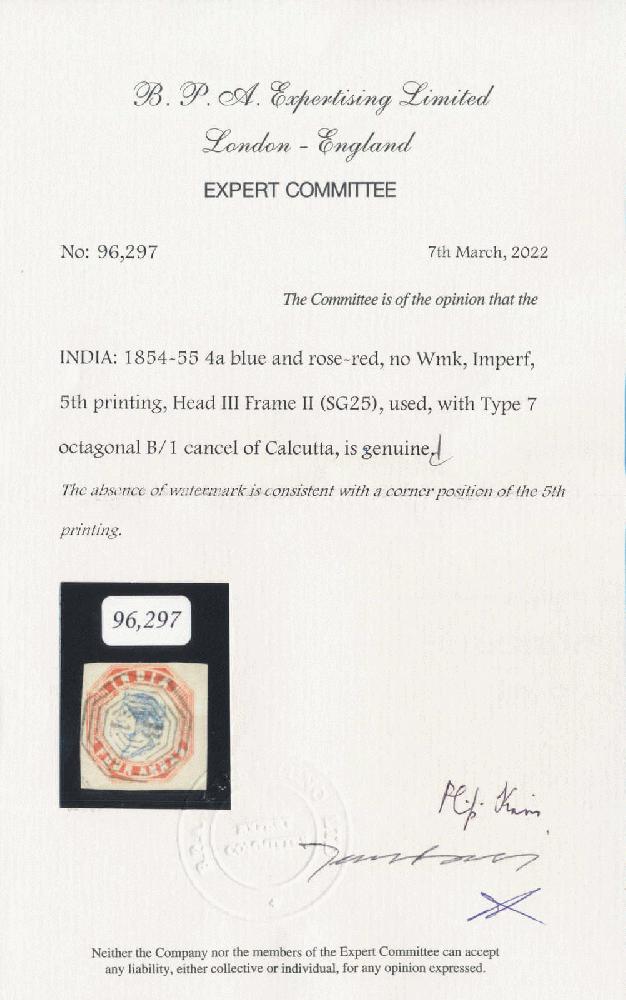 B. P. A. Expertising Limited
London - England
EXPERT COMMITTEE
No: 96,297
7th March, 2022
The Committee is of the opinion that the
INDIA: 1854-55 4a blue and rose-red, no Wmk, Imperf,
5th printing, Head III Frame II (SG25), used, with Type 7
octagonal B/1 cancel of Calcutta, is genuine.
The absence of watermark is consistent with a corner position of the 5th
printing.
96,297
INDIA
FOUR ANNAS
Neither the Company nor the members of the Expert Committee can accept
any liability, either collective or individual, for any opinion expressed.